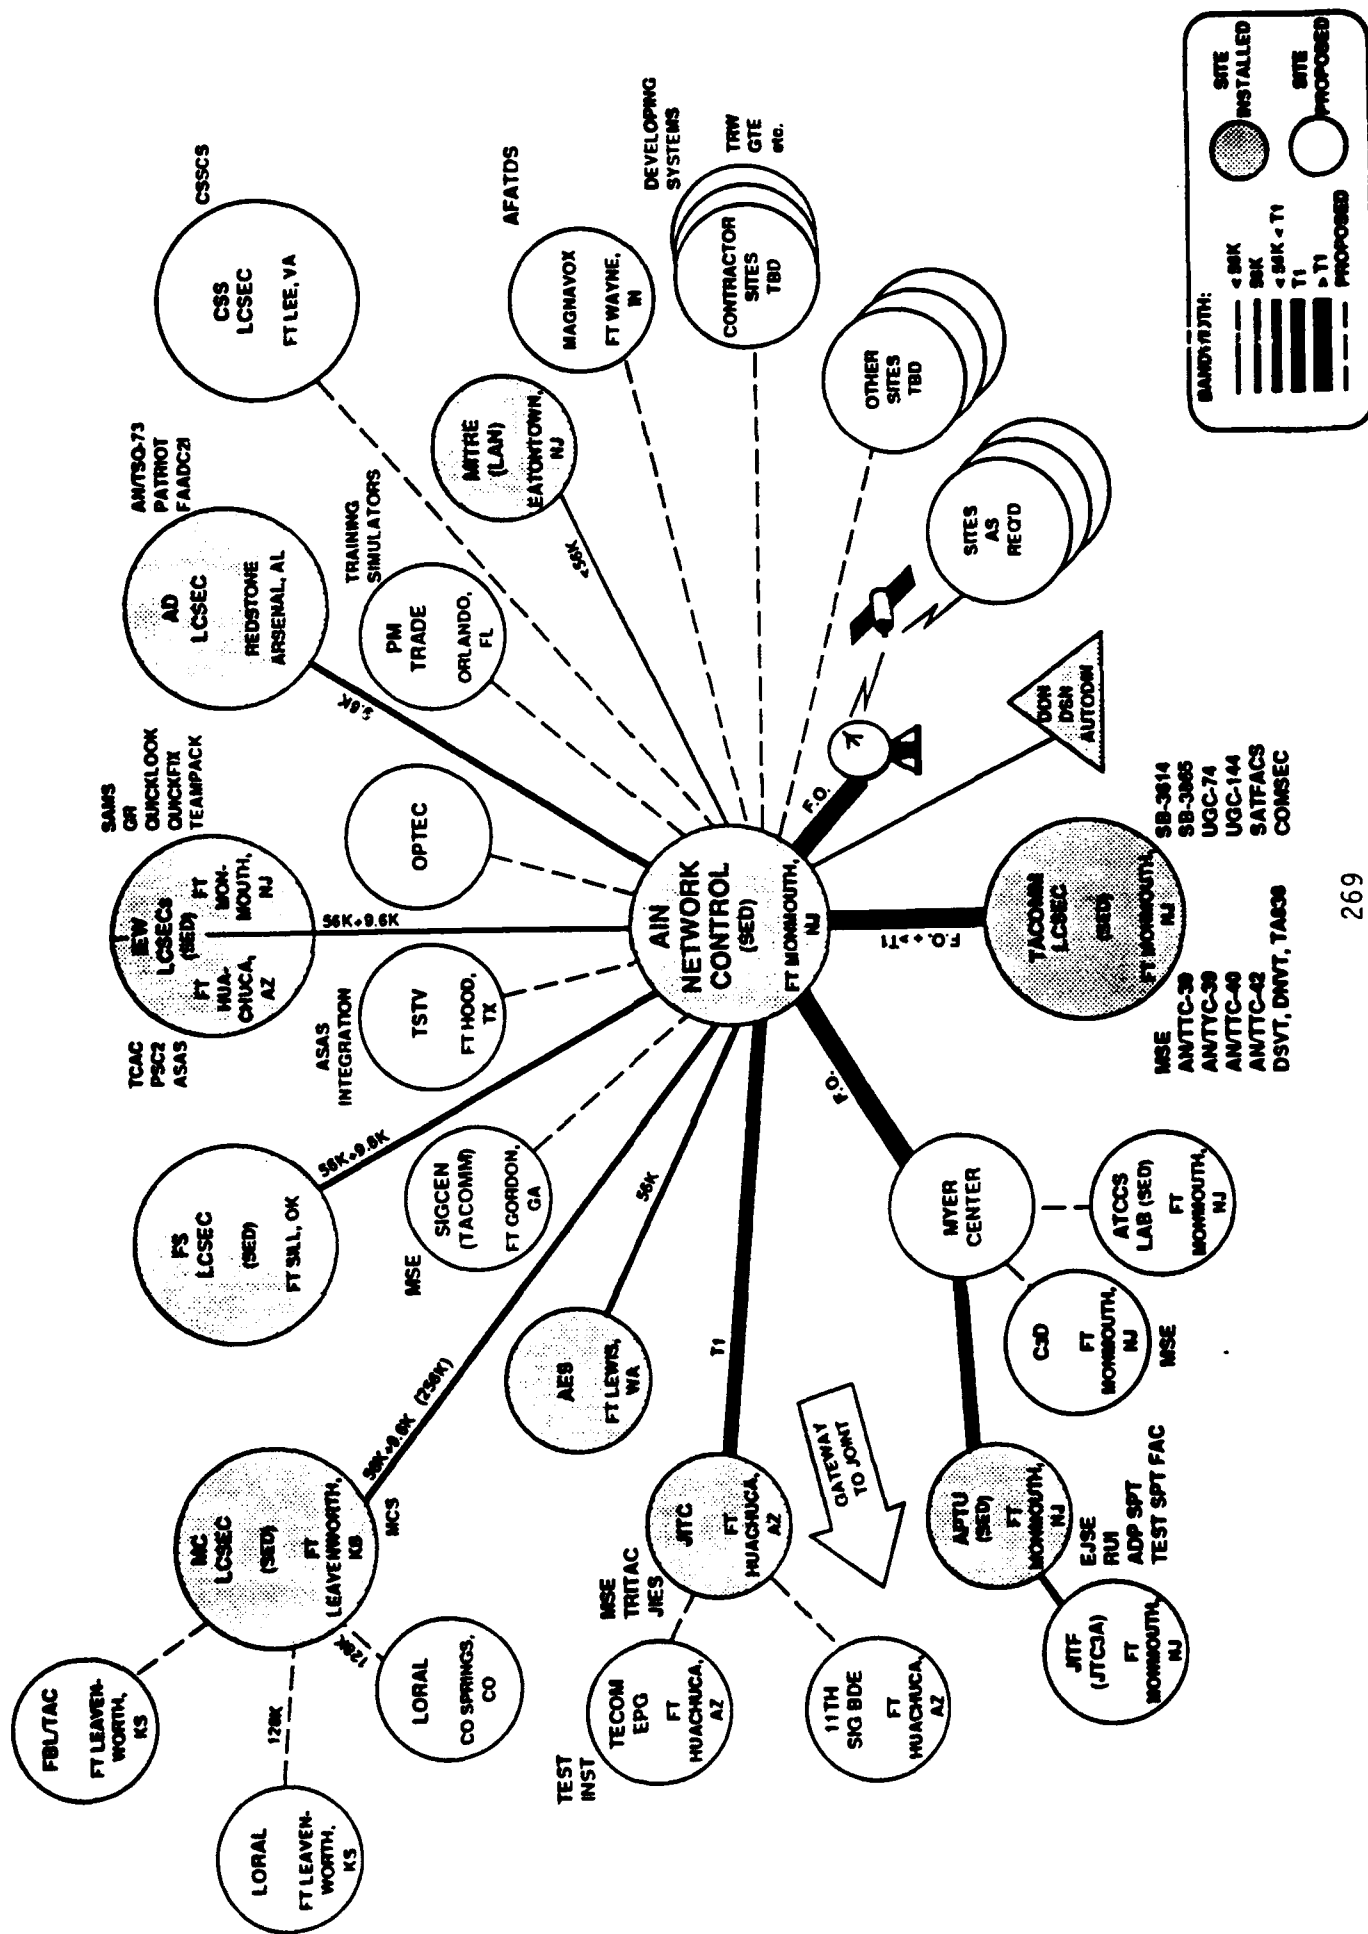 FBL/TAC
FT LEAVEN-
WORTH,
KS
LORAL
FT LEAVEN-
WORTH,
KS
128K
MC
LCSEC
(SED)
FT
LEAVENWORTH,
KS
MCS
128K
LORAL
CO SPRINGS,
CO
56K+9.6K (256K)
FS
LCSEC
(SED)
FT SILL, OK
56K+9.6K
TCAC
PSC2
ASAS
IEW
LCSECs
(SED)
FT
HUA-
CHUCA,
AZ
FT
MON-
MOUTH,
NJ
SAMS
GR
QUICKLOOK
QUICKFIX
TEAMPACK
56K+9.6K
AD
LCSEC
REDSTONE
ARSENAL, AL
AN/TSQ-73
PATRIOT
FAADC2I
9.6K
CSS
LCSEC
FT LEE, VA
CSSCS
MSE
SIGCEN
(TACOMM)
FT GORDON,
GA
ASAS
INTEGRATION
TSTV
FT HOOD,
TX
OPTEC
TRAINING
SIMULATORS
PM
TRADE
ORLANDO,
FL
MITRE
(LAN)
EATONTOWN,
NJ
<56K
AFATDS
MAGNAVOX
FT WAYNE,
IN
DEVELOPING
SYSTEMS
CONTRACTOR
SITES
TBD
TRW
GTE
etc.
OTHER
SITES
TBD
SITES
AS
REQ'D
AES
FT LEWIS,
WA
56K
AIN
NETWORK
CONTROL
(SED)
FT MONMOUTH,
NJ
F.O.
DDN
DSN
AUTODIN
T1
MSE
TRITAC
JIES
JITC
FT
HUACHUCA,
AZ
TEST
INST
TECOM
EPG
FT
HUACHUCA,
AZ
11TH
SIG BDE
FT
HUACHUCA,
AZ
GATEWAY
TO JOINT
F.O.
F.O. + >T1
MYER
CENTER
APTU
(SED)
FT
MONMOUTH,
NJ
EJSE
RUI
ADP SPT
TEST SPT FAC
JITF
(JTC3A)
FT
MONMOUTH,
NJ
C3D
FT
MONMOUTH,
NJ
MSE
ATCCS
LAB (SED)
FT
MONMOUTH,
NJ
TACOMM
LCSEC
(SED)
FT MONMOUTH,
NJ
MSE
AN/TTC-39
AN/TYC-39
AN/TTC-40
AN/TTC-42
DSVT, DNVT, TA838
SB-3614
SB-3865
UGC-74
UGC-144
SATFACS
COMSEC
BANDWIDTH:
< 56K
56K
< 56K < T1
T1
> T1
PROPOSED
SITE
INSTALLED
SITE
PROPOSED
269